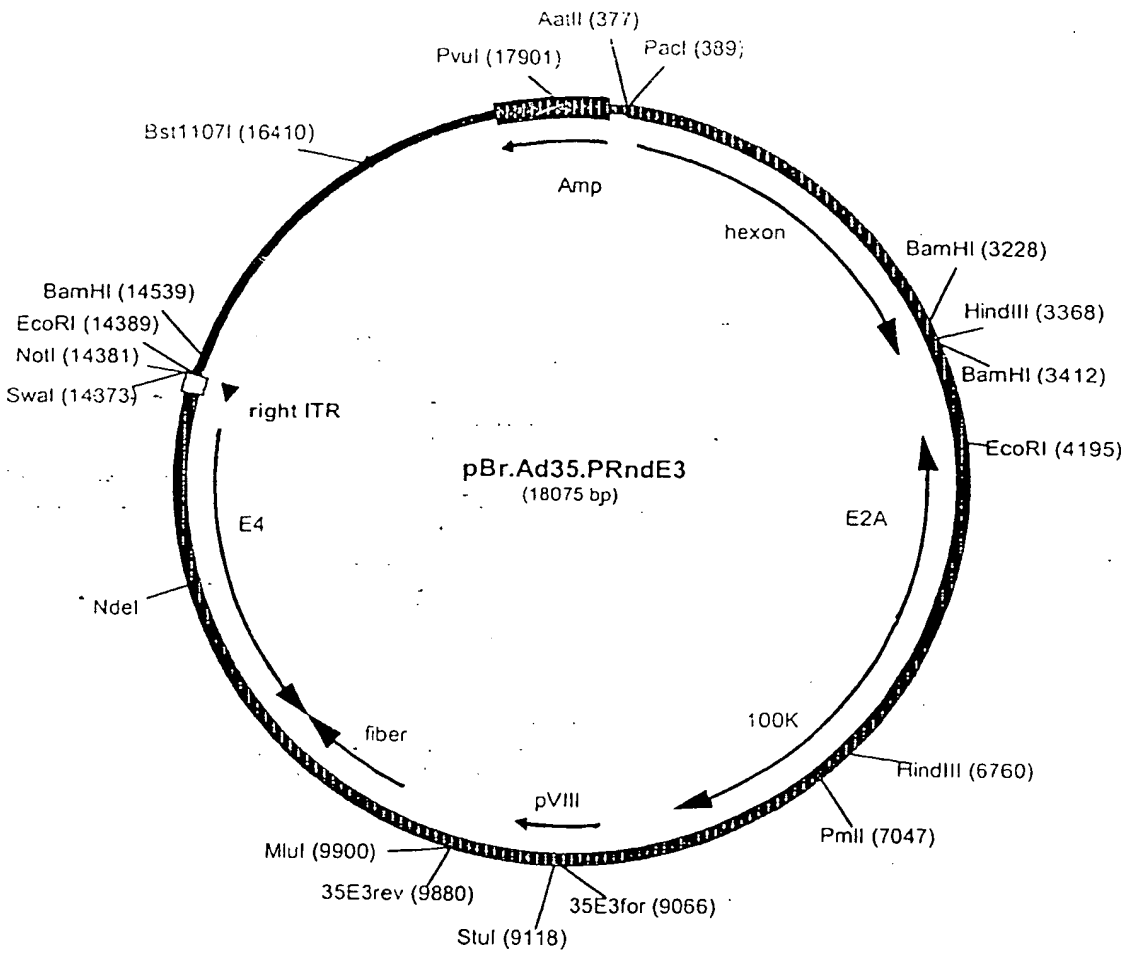 AatII (377)
PacI (389)
PvuI (17901)
Bst1107I (16410)
Amp
hexon
BamHI (3228)
HindIII (3368)
BamHI (3412)
BamHI (14539)
EcoRI (14389)
NotI (14381)
SwaI (14373)
right ITR
EcoRI (4195)
pBr.Ad35.PRndE3
(18075 bp)
E4
E2A
NdeI
fiber
100K
HindIII (6760)
pVIII
PmlI (7047)
MluI (9900)
35E3rev (9880)
35E3for (9066)
StuI (9118)